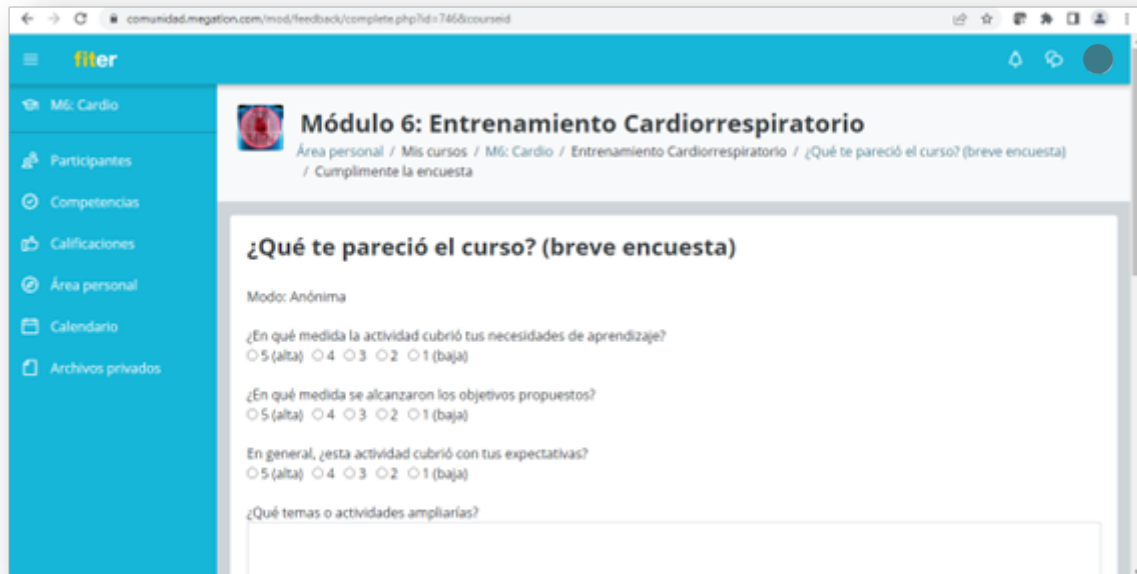 comunidad.megation.com/mod/feedback/complete.php?id=746&courseid
fiter
M6: Cardio
Participantes
Competencias
Calificaciones
Área personal
Calendario
Archivos privados
Módulo 6: Entrenamiento Cardiorrespiratorio
Área personal / Mis cursos / M6: Cardio / Entrenamiento Cardiorrespiratorio / ¿Qué te pareció el curso? (breve encuesta)
/ Cumplimente la encuesta
¿Qué te pareció el curso? (breve encuesta)
Modo: Anónima
¿En qué medida la actividad cubrió tus necesidades de aprendizaje?
5 (alta) 4 3 2 1 (baja)
¿En qué medida se alcanzaron los objetivos propuestos?
5 (alta) 4 3 2 1 (baja)
En general, ¿esta actividad cubrió con tus expectativas?
5 (alta) 4 3 2 1 (baja)
¿Qué temas o actividades ampliarías?